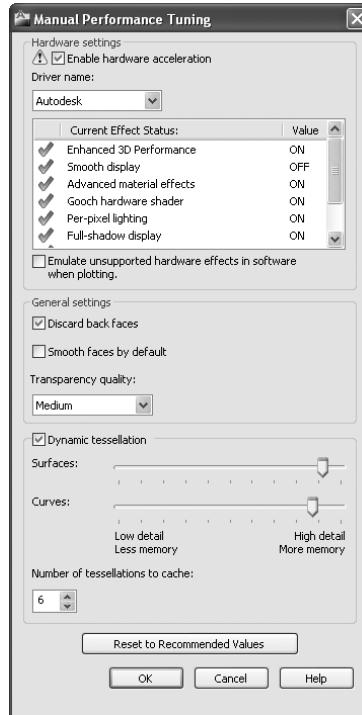 Manual Performance Tuning
Hardware settings
Enable hardware acceleration
Driver name:
Autodesk
Current Effect Status: Value
Enhanced 3D Performance ON
Smooth display OFF
Advanced material effects ON
Gooch hardware shader ON
Per-pixel lighting ON
Full-shadow display ON
Emulate unsupported hardware effects in software
when plotting.
General settings
Discard back faces
Smooth faces by default
Transparency quality:
Medium
Dynamic tessellation
Surfaces:
Curves:
Low detail High detail
Less memory More memory
Number of tessellations to cache:
6
Reset to Recommended Values
OK Cancel Help